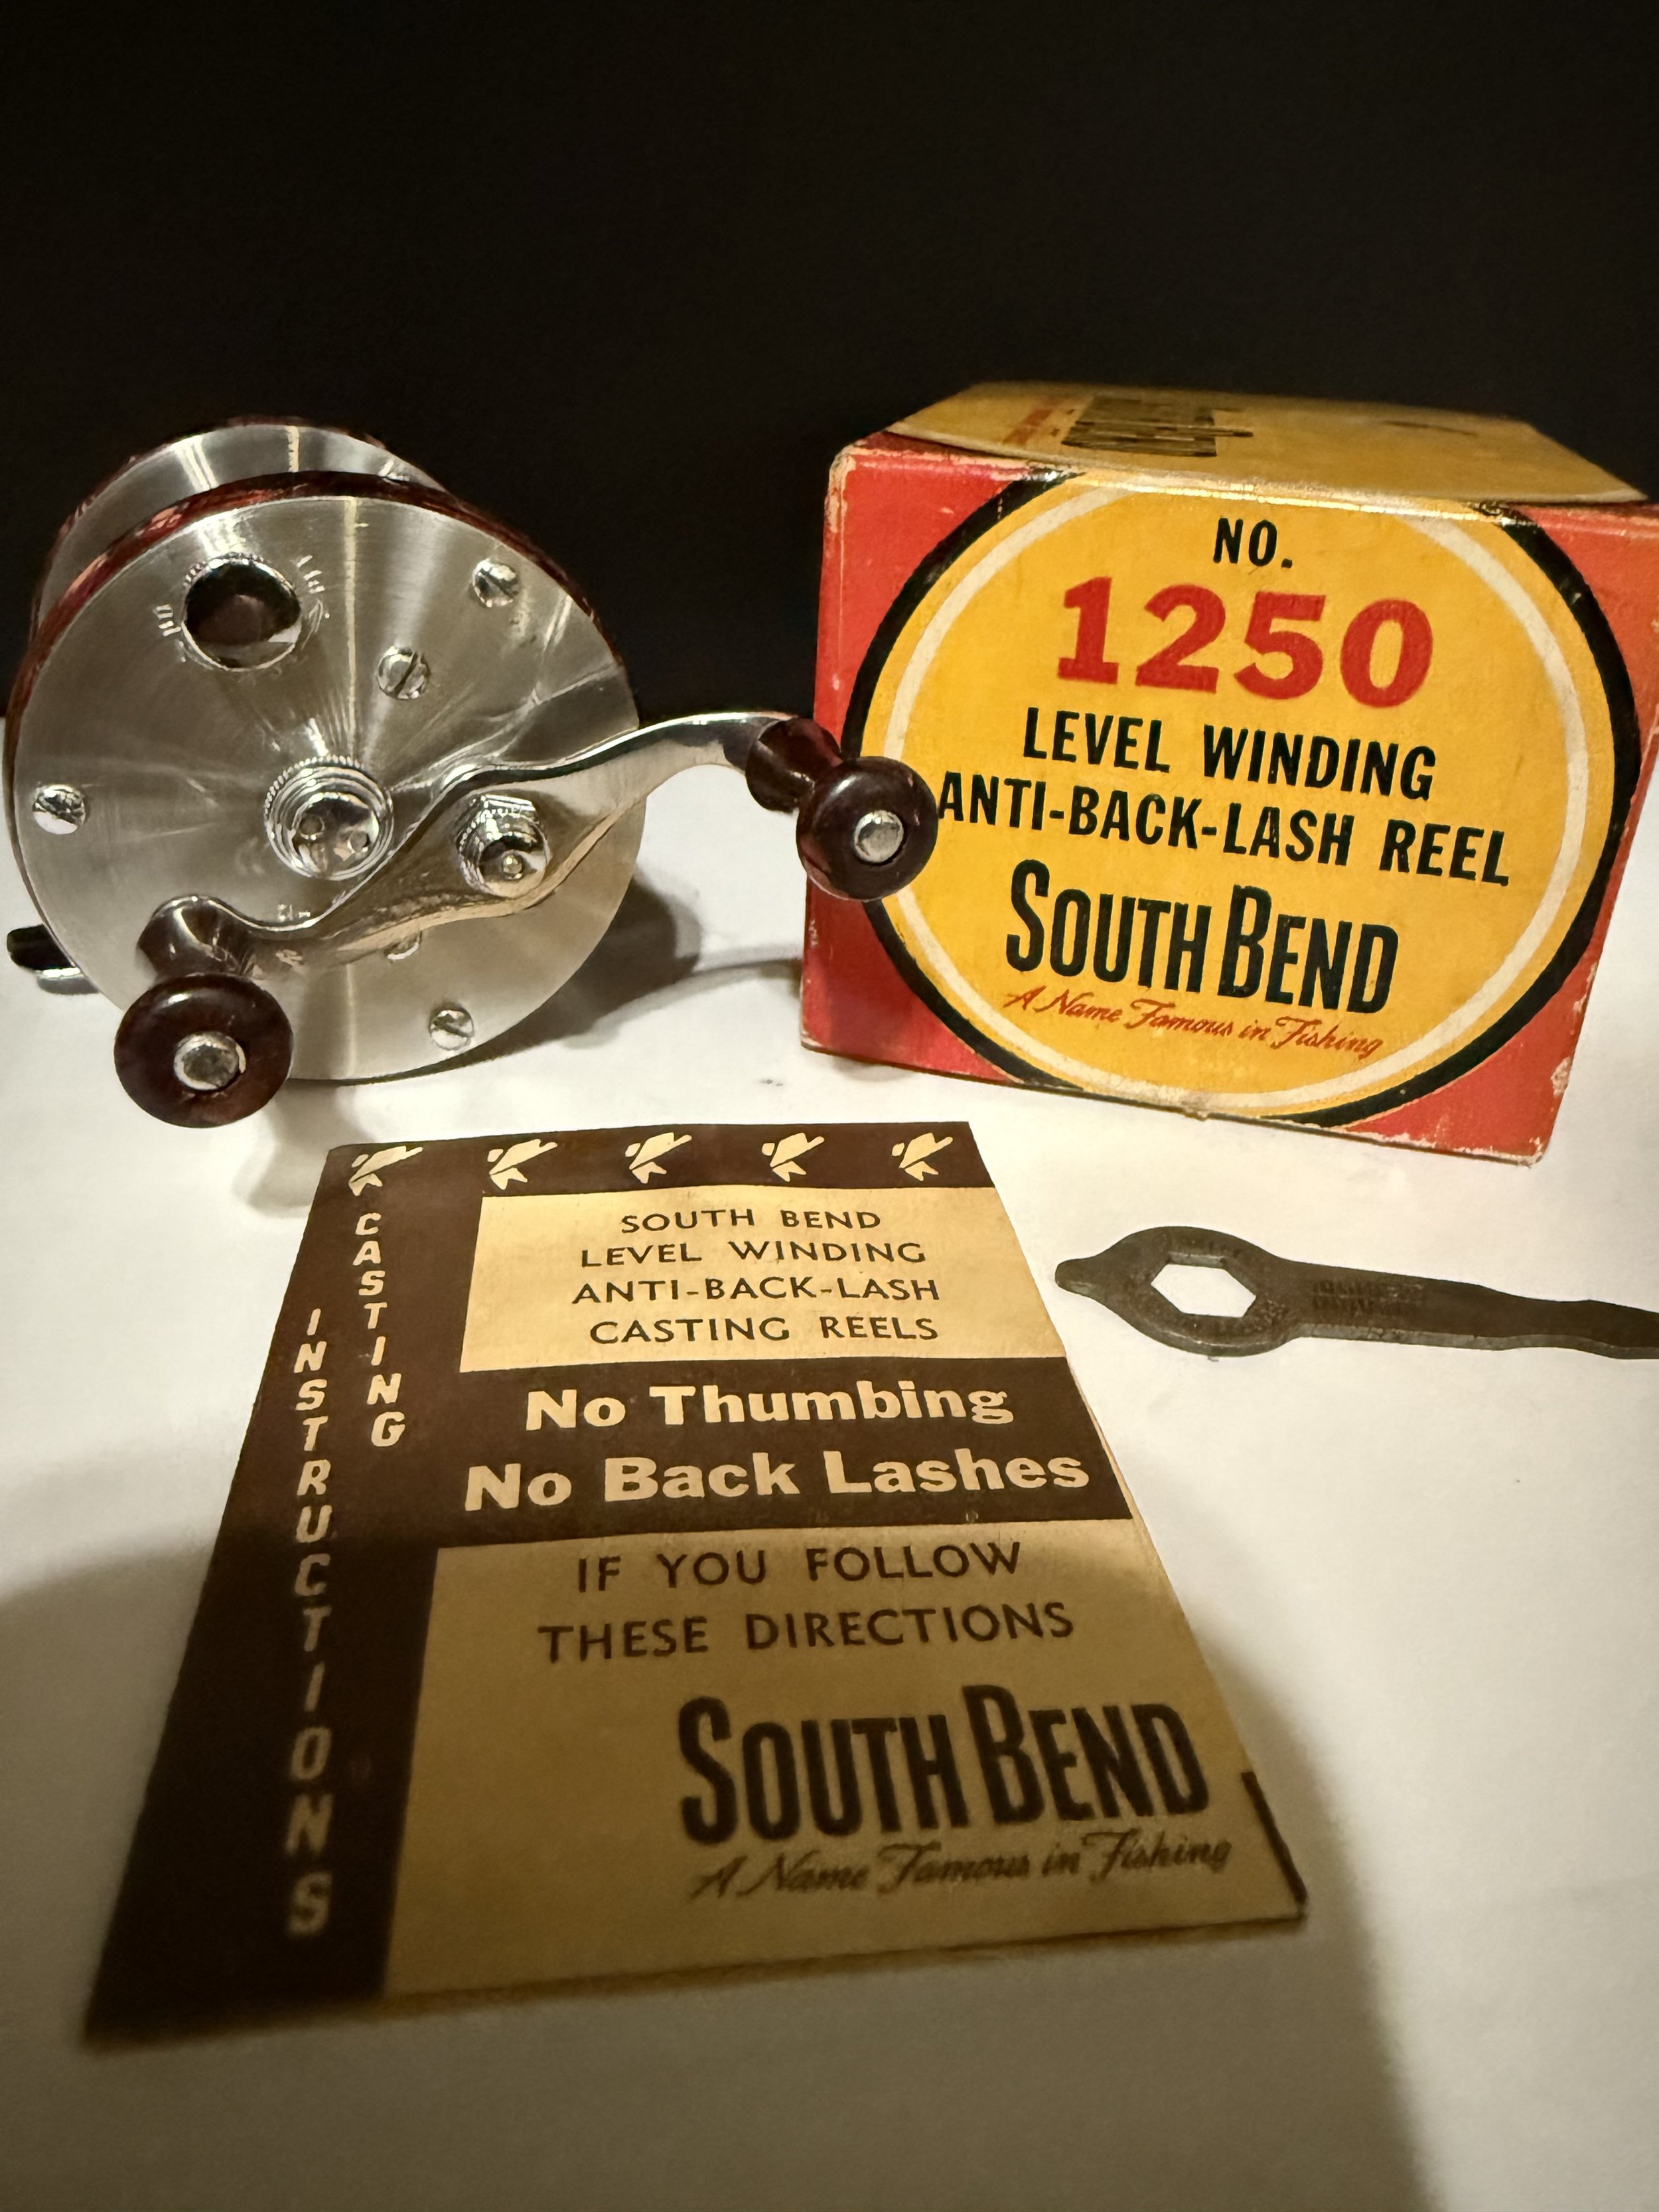 NO.
1250
LEVEL WINDING
ANTI-BACK-LASH REEL
SOUTH BEND
A Name Famous in Fishing
CASTING
INSTRUCTIONS
SOUTH BEND
LEVEL WINDING
ANTI-BACK-LASH
CASTING REELS
No Thumbing
No Back Lashes
IF YOU FOLLOW
THESE DIRECTIONS
SOUTH BEND
A Name Famous in Fishing